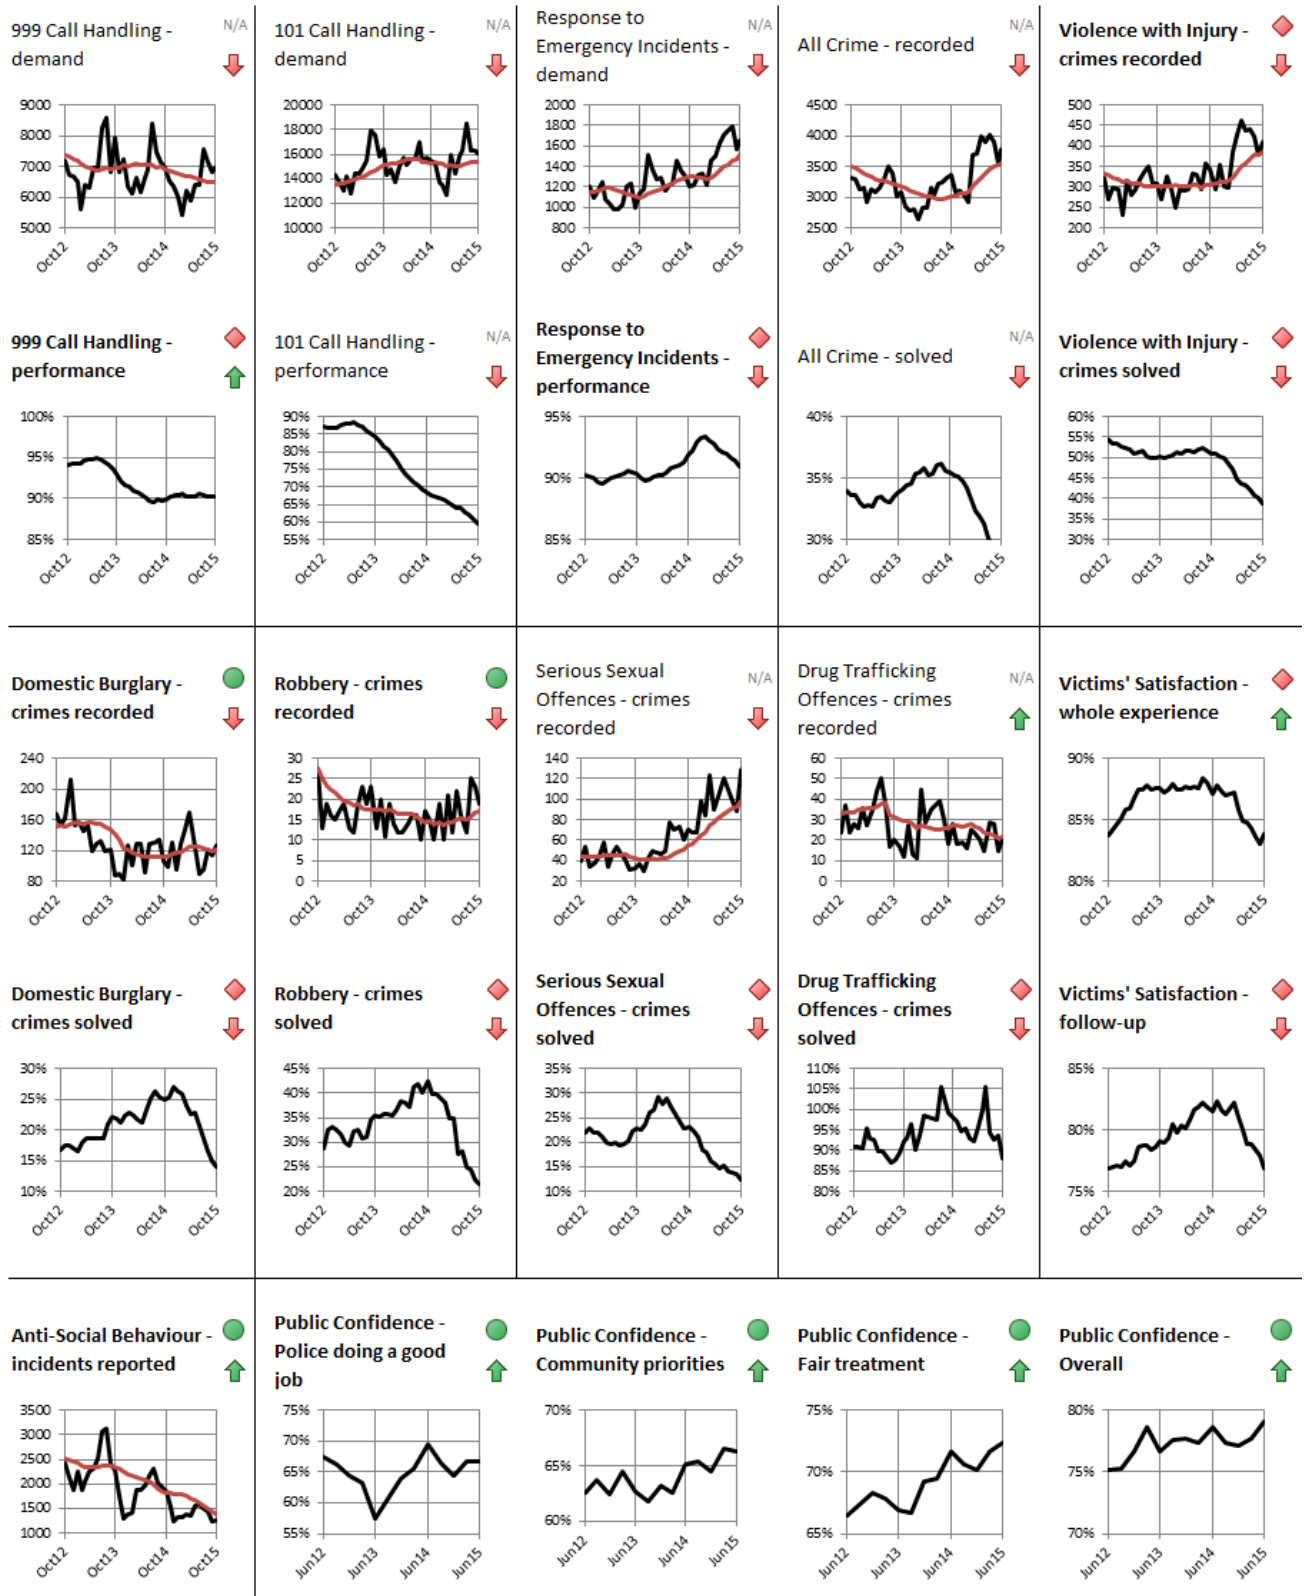 999 Call Handling -
demand
N/A
9000
8000
7000
6000
5000
Oct12
Oct13
Oct14
Oct15
101 Call Handling -
demand
N/A
20000
18000
16000
14000
12000
10000
Oct12
Oct13
Oct14
Oct15
Response to
Emergency Incidents -
demand
N/A
2000
1800
1600
1400
1200
1000
800
Oct12
Oct13
Oct14
Oct15
All Crime - recorded
N/A
4500
4000
3500
3000
2500
Oct12
Oct13
Oct14
Oct15
Violence with Injury -
crimes recorded
500
450
400
350
300
250
200
Oct12
Oct13
Oct14
Oct15
999 Call Handling -
performance
100%
95%
90%
85%
Oct12
Oct13
Oct14
Oct15
101 Call Handling -
performance
N/A
90%
85%
80%
75%
70%
65%
60%
55%
Oct12
Oct13
Oct14
Oct15
Response to
Emergency Incidents -
performance
95%
90%
85%
Oct12
Oct13
Oct14
Oct15
All Crime - solved
N/A
40%
35%
30%
Oct12
Oct13
Oct14
Oct15
Violence with Injury -
crimes solved
60%
55%
50%
45%
40%
35%
30%
Oct12
Oct13
Oct14
Oct15
Domestic Burglary -
crimes recorded
240
200
160
120
80
Oct12
Oct13
Oct14
Oct15
Robbery - crimes
recorded
30
25
20
15
10
5
0
Oct12
Oct13
Oct14
Oct15
Serious Sexual
Offences - crimes
recorded
N/A
140
120
100
80
60
40
20
Oct12
Oct13
Oct14
Oct15
Drug Trafficking
Offences - crimes
recorded
N/A
60
50
40
30
20
10
0
Oct12
Oct13
Oct14
Oct15
Victims' Satisfaction -
whole experience
90%
85%
80%
Oct12
Oct13
Oct14
Oct15
Domestic Burglary -
crimes solved
30%
25%
20%
15%
10%
Oct12
Oct13
Oct14
Oct15
Robbery - crimes
solved
45%
40%
35%
30%
25%
20%
Oct12
Oct13
Oct14
Oct15
Serious Sexual
Offences - crimes
solved
35%
30%
25%
20%
15%
10%
Oct12
Oct13
Oct14
Oct15
Drug Trafficking
Offences - crimes
solved
110%
105%
100%
95%
90%
85%
80%
Oct12
Oct13
Oct14
Oct15
Victims' Satisfaction -
follow-up
85%
80%
75%
Oct12
Oct13
Oct14
Oct15
Anti-Social Behaviour -
incidents reported
3500
3000
2500
2000
1500
1000
Oct12
Oct13
Oct14
Oct15
Public Confidence -
Police doing a good
job
75%
70%
65%
60%
55%
Jun12
Jun13
Jun14
Jun15
Public Confidence -
Community priorities
70%
65%
60%
Jun12
Jun13
Jun14
Jun15
Public Confidence -
Fair treatment
75%
70%
65%
Jun12
Jun13
Jun14
Jun15
Public Confidence -
Overall
80%
75%
70%
Jun12
Jun13
Jun14
Jun15